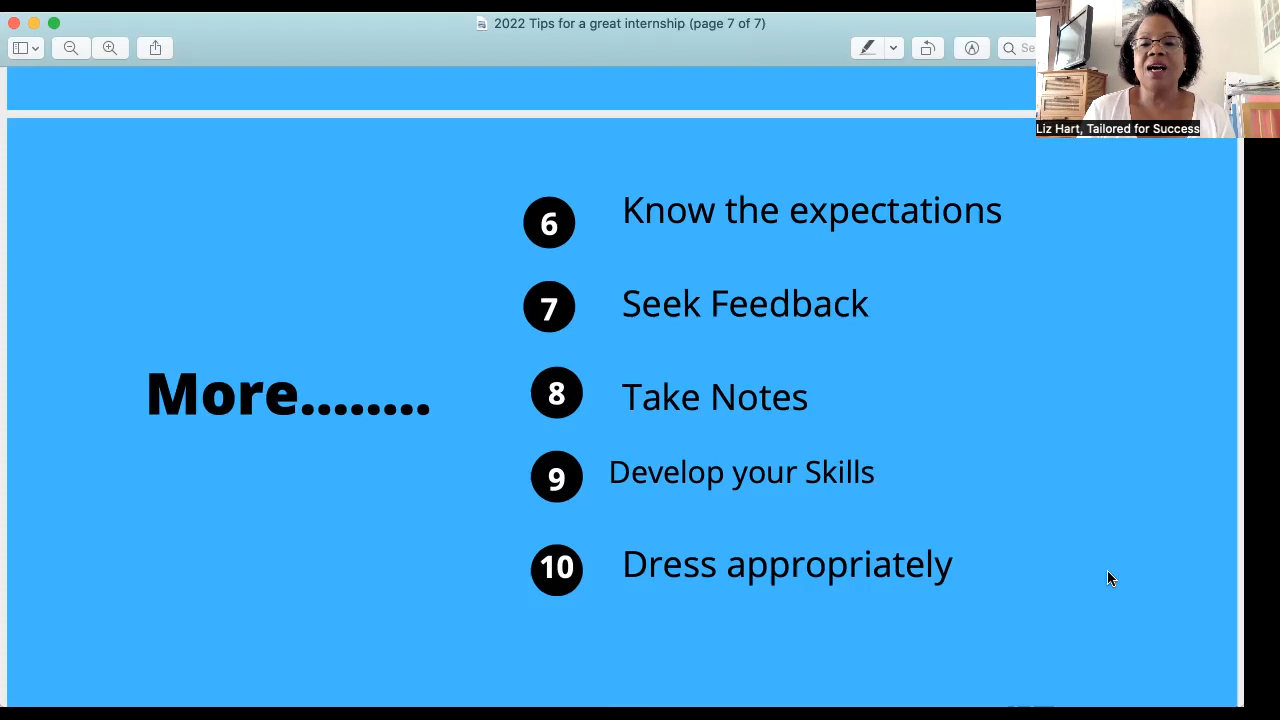 2022 Tips for a great internship (page 7 of 7)
Se
Liz Hart, Tailored for Success
More........
6 Know the expectations
7 Seek Feedback
8 Take Notes
9 Develop your Skills
10 Dress appropriately